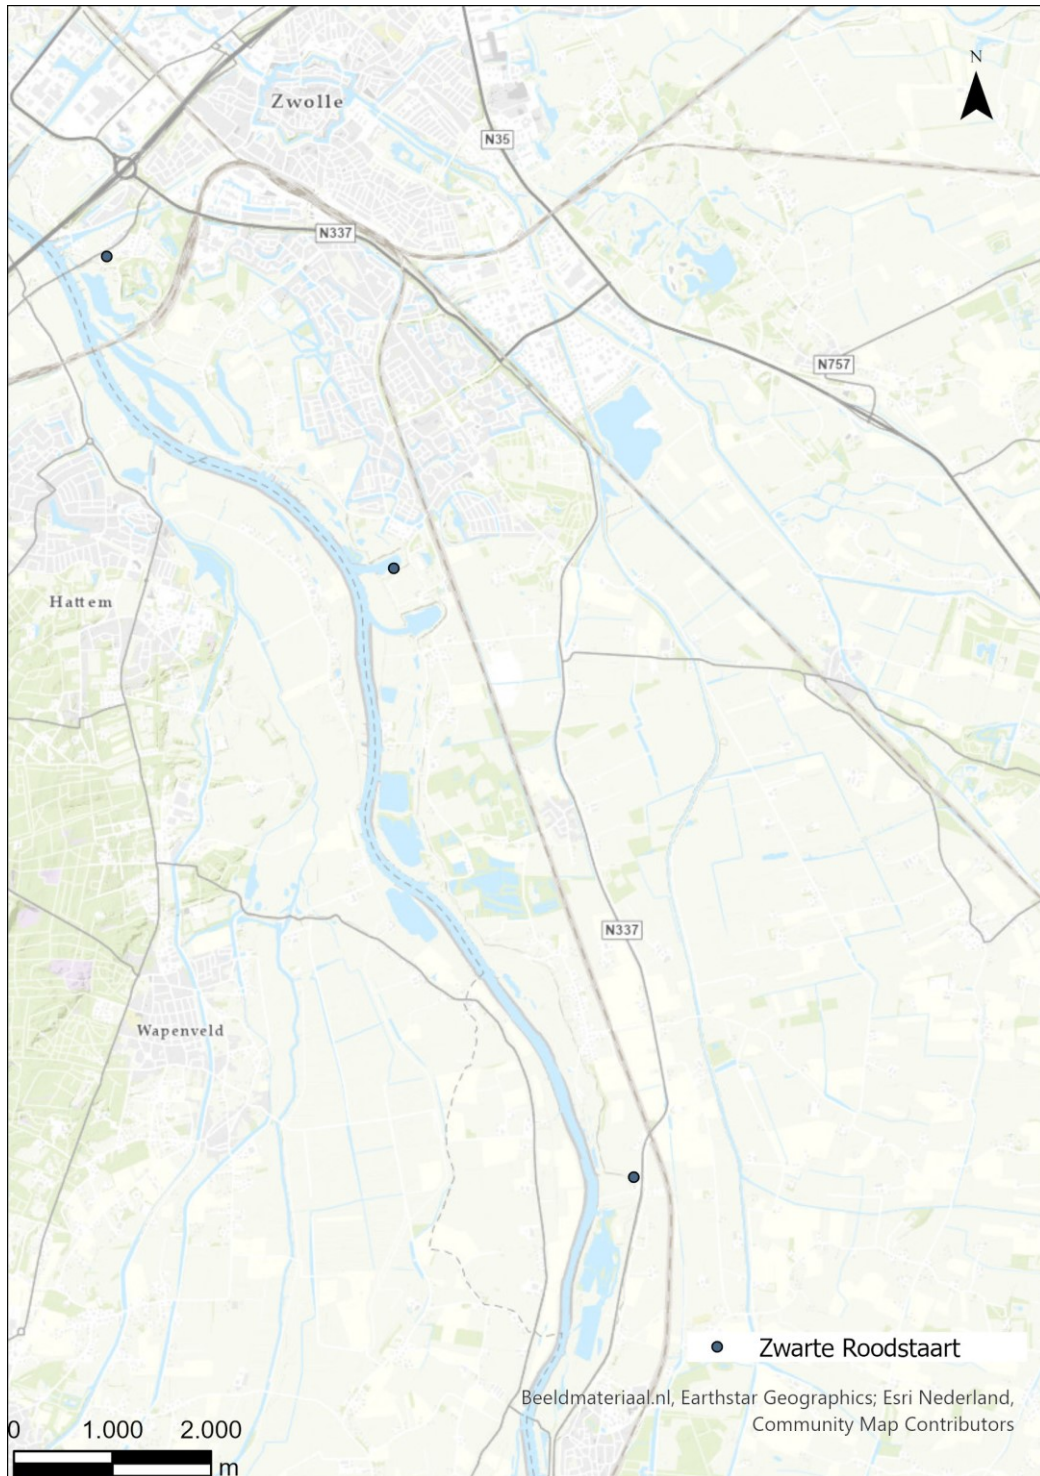 N
Zwolle
N35
N337
N757
Hattem
N337
Wapenveld
Zwarte Roodstaart
Beeldmateriaal.nl, Earthstar Geographics; Esri Nederland,
Community Map Contributors
0 1.000 2.000
m